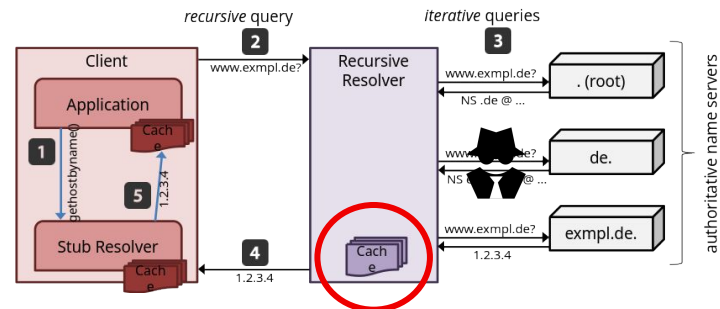 recursive query
iterative queries
2
3
Client
www.exmpl.de?
Recursive
Resolver
www.exmpl.de?
. (root)
NS .de @ ...
Application
Cach
e
1
gethostbyname()
5
1.2.3.4
www
de?
de.
NS
@ ...
authoritative name servers
Stub Resolver
Cach
e
4
1.2.3.4
Cach
e
www.exmpl.de?
exmpl.de.
1.2.3.4